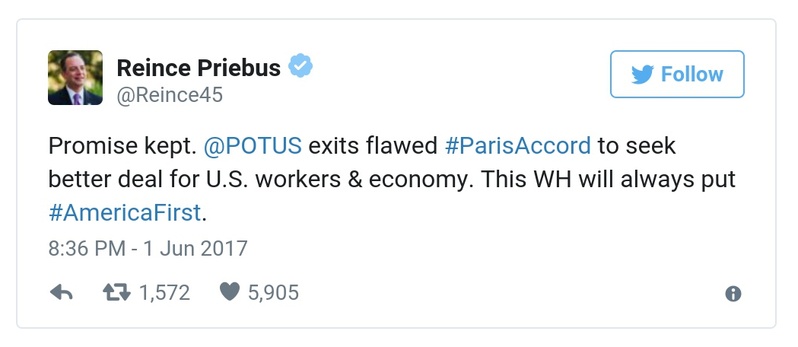 Reince Priebus
@Reince45
Follow
Promise kept. @POTUS exits flawed #ParisAccord to seek
better deal for U.S. workers & economy. This WH will always put
#AmericaFirst.
8:36 PM - 1 Jun 2017
1,572 5,905